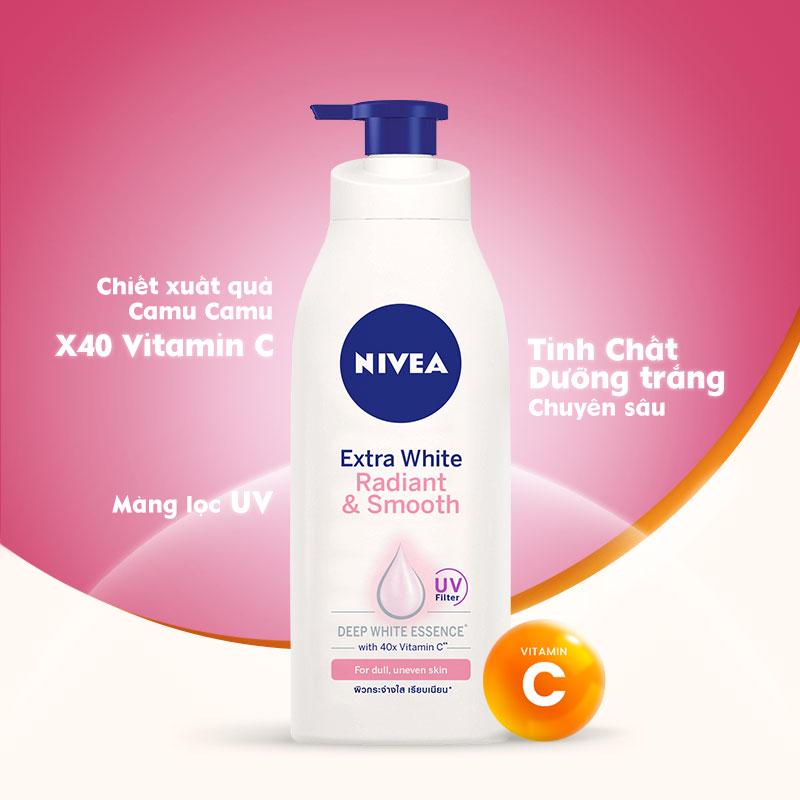 Chiết xuất quả
Camu Camu
X40 Vitamin C
Màng lọc UV
NIVEA
Extra White
Radiant
& Smooth
UV
Filter
DEEP WHITE ESSENCE*
with 40x Vitamin C**
For dull, uneven skin
ผิวกระจ่างใส เรียบเนียน*
Tinh Chất
Dưỡng trắng
Chuyên sâu
VITAMIN
C